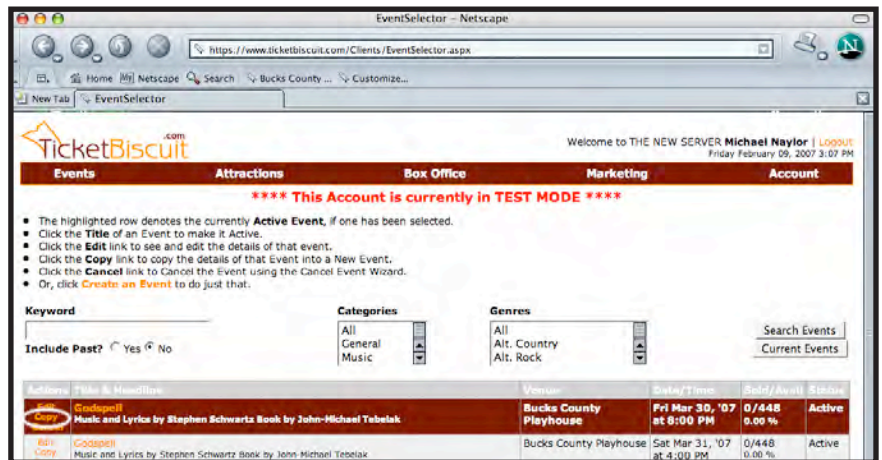 EventSelector – Netscape
https://www.ticketbiscuit.com/Clients/EventSelector.aspx
Home My Netscape Search Bucks County ... Customize...
New Tab EventSelector
TicketBiscuit.com
Welcome to THE NEW SERVER Michael Naylor | Logout
Friday February 09, 2007 3:07 PM
Events Attractions Box Office Marketing Account
**** This Account is currently in TEST MODE ****
• The highlighted row denotes the currently Active Event, if one has been selected.
• Click the Title of an Event to make it Active.
• Click the Edit link to see and edit the details of that event.
• Click the Copy link to copy the details of that Event into a New Event.
• Click the Cancel link to Cancel the Event using the Cancel Event Wizard.
• Or, click Create an Event to do just that.
Keyword Categories Genres
All All
General Alt. Country
Music Alt. Rock
Include Past? Yes No
Search Events
Current Events
Actions Title & Headline Venue Date/Time Sold/Avail Status
Edit Godspell Bucks County Fri Mar 30, '07 0/448 Active
Copy Music and Lyrics by Stephen Schwartz Book by John-Michael Tebelak Playhouse at 8:00 PM 0.00 %
Edit Godspell Bucks County Playhouse Sat Mar 31, '07 0/448 Active
Copy Music and Lyrics by Stephen Schwartz Book by John-Michael Tebelak at 4:00 PM 0.00 %